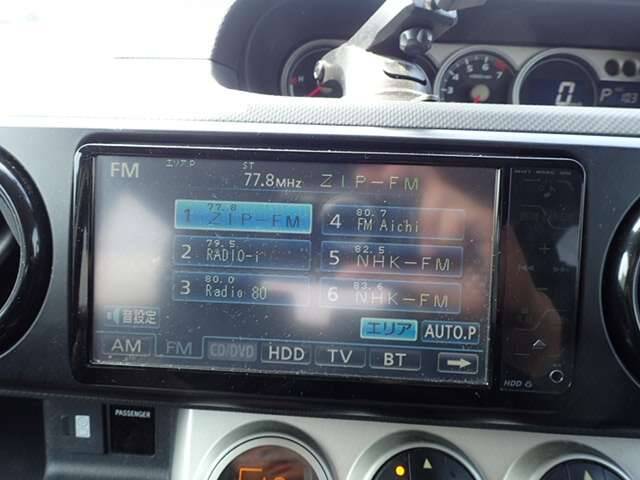 FM エリア.P ST 77.8MHz ZIP-FM
1 77.8 ZIP-FM
4 80.7 FM Aichi
2 79.5 RADIO-i
5 82.5 NHK-FM
3 80.0 Radio 80
6 83.6 NHK-FM
音設定
エリア AUTO.P
AM FM CD/DVD HDD TV BT
HDD
PASSENGER
H
0
P